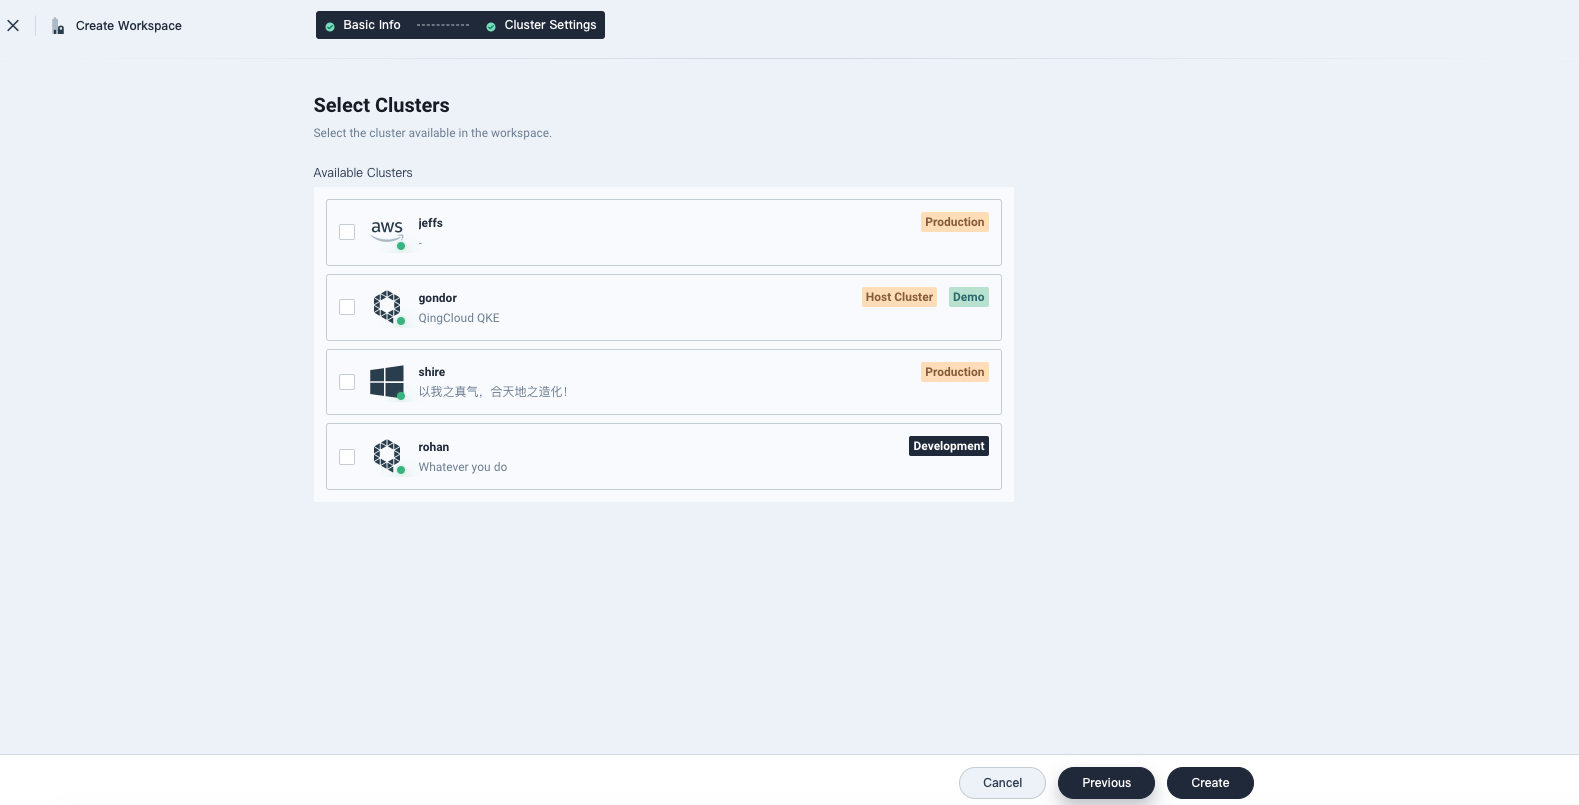 Create Workspace
Basic Info
Cluster Settings
Select Clusters
Select the cluster available in the workspace.
Available Clusters
aws
jeffs
-
Production
gondor
QingCloud QKE
Host Cluster
Demo
shire
以我之真气，合天地之造化！
Production
rohan
Whatever you do
Development
Cancel
Previous
Create